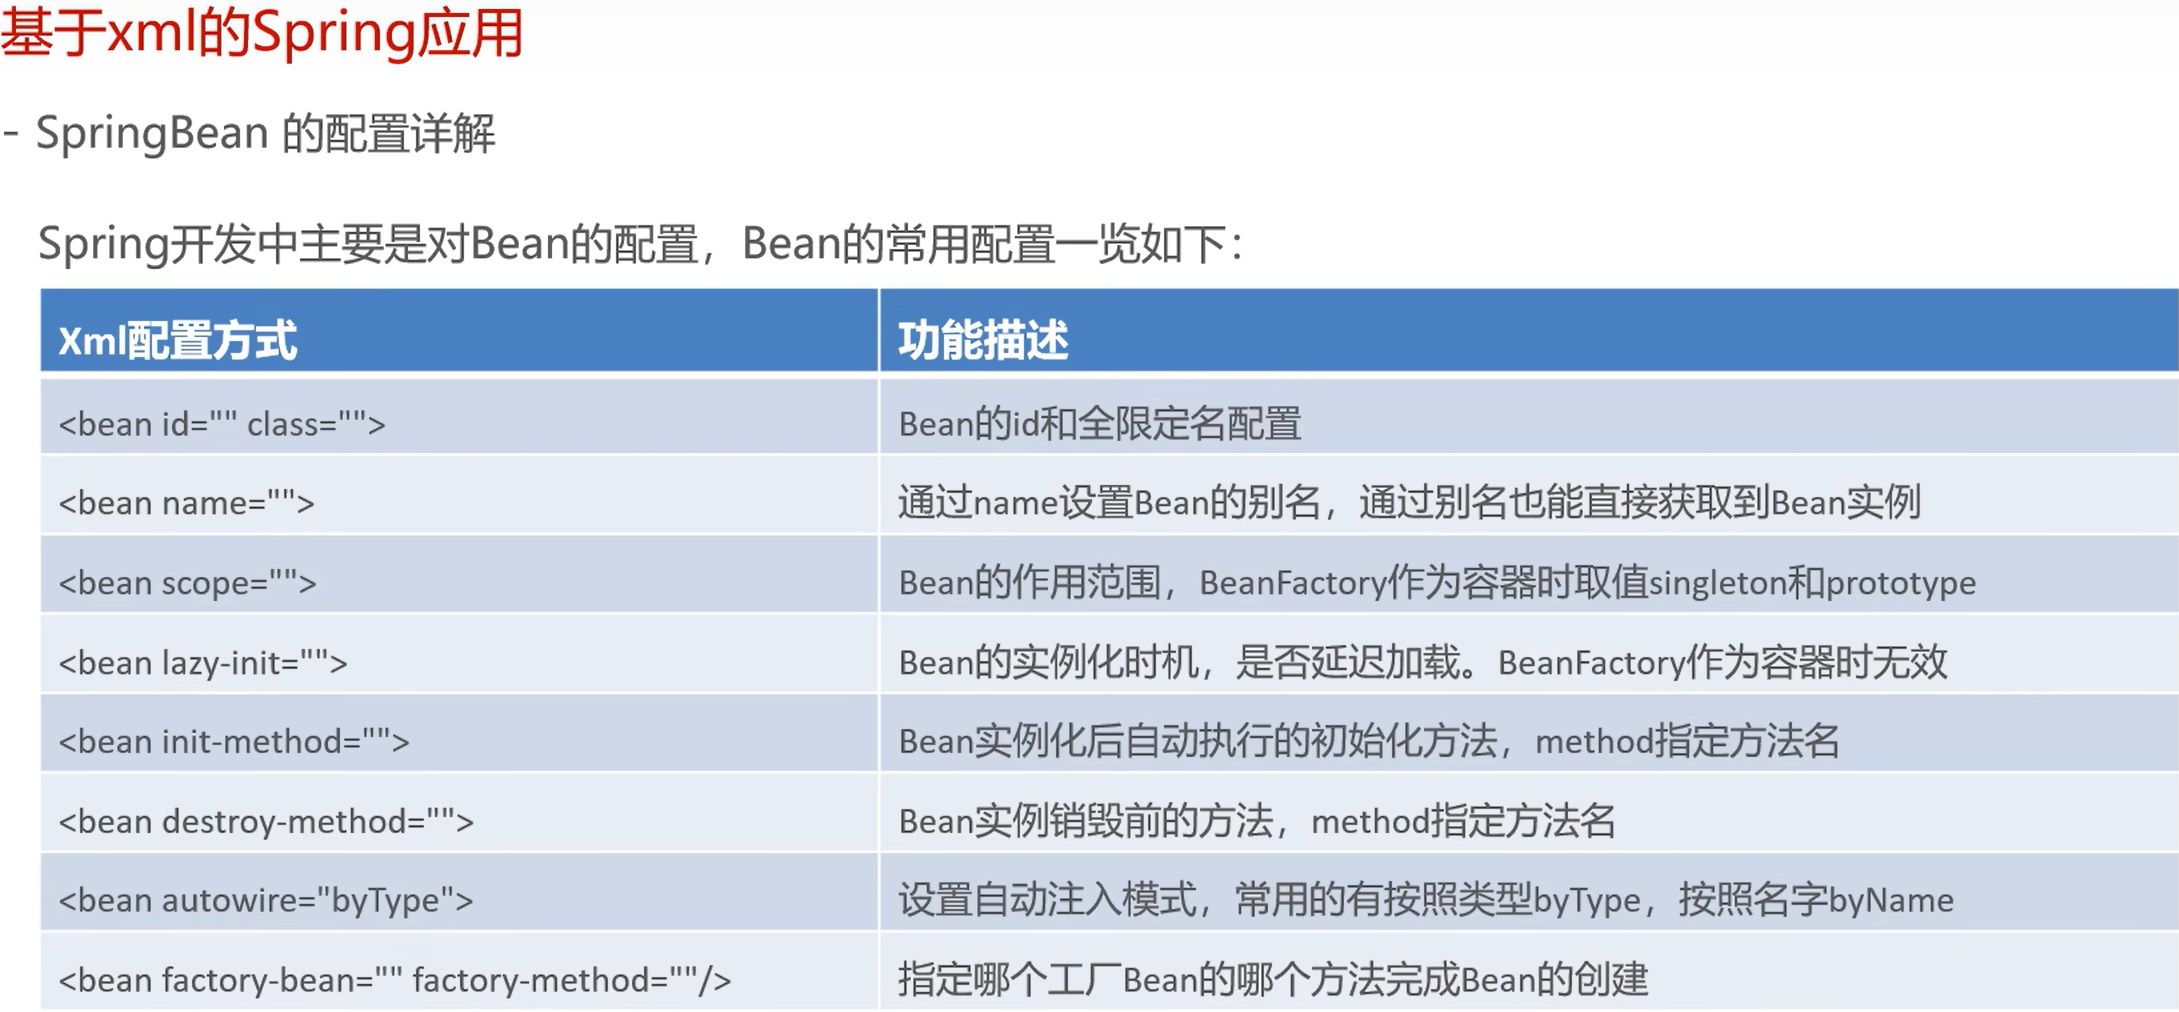 基于xml的Spring应用
- SpringBean 的配置详解
Spring开发中主要是对Bean的配置，Bean的常用配置一览如下：
Xml配置方式 功能描述
<bean id="" class=""> Bean的id和全限定名配置
<bean name=""> 通过name设置Bean的别名，通过别名也能直接获取到Bean实例
<bean scope=""> Bean的作用范围，BeanFactory作为容器时取值singleton和prototype
<bean lazy-init=""> Bean的实例化时机，是否延迟加载。BeanFactory作为容器时无效
<bean init-method=""> Bean实例化后自动执行的初始化方法，method指定方法名
<bean destroy-method=""> Bean实例销毁前的方法，method指定方法名
<bean autowire="byType"> 设置自动注入模式，常用的有按照类型byType，按照名字byName
<bean factory-bean="" factory-method=""/> 指定哪个工厂Bean的哪个方法完成Bean的创建